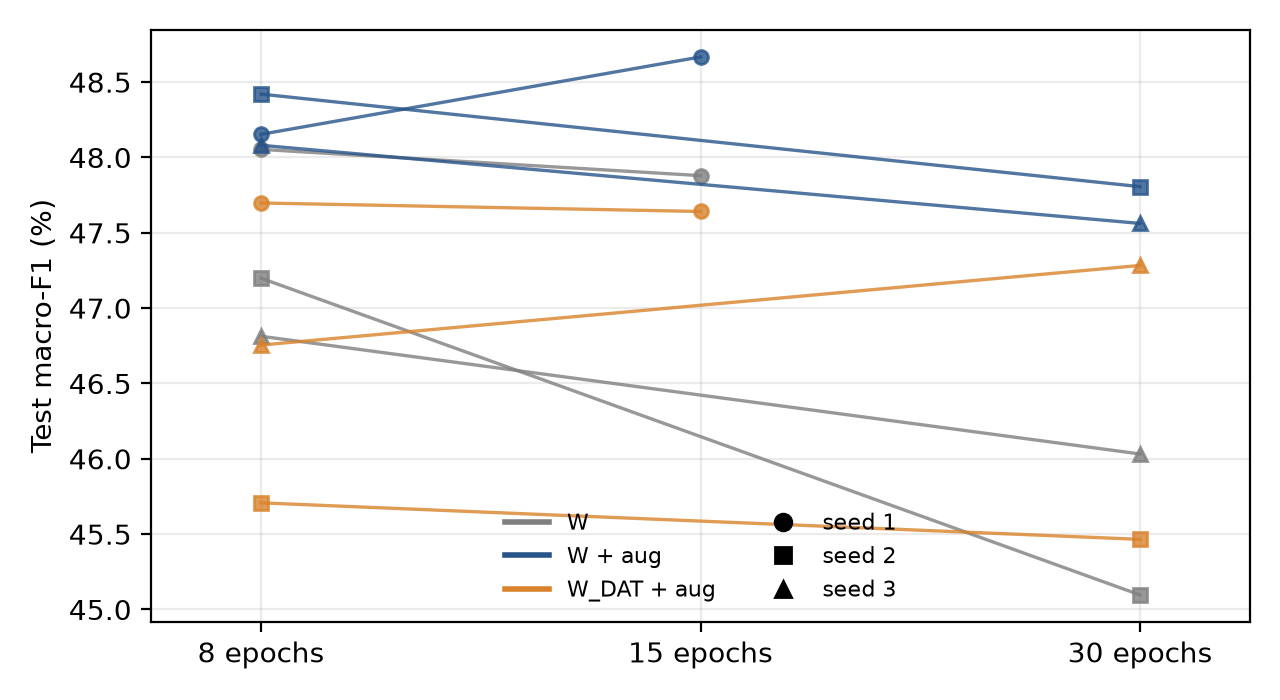 Test macro-F1 (%)
48.5
48.0
47.5
47.0
46.5
46.0
45.5
45.0
W
W + aug
W_DAT + aug
seed 1
seed 2
seed 3
8 epochs
15 epochs
30 epochs